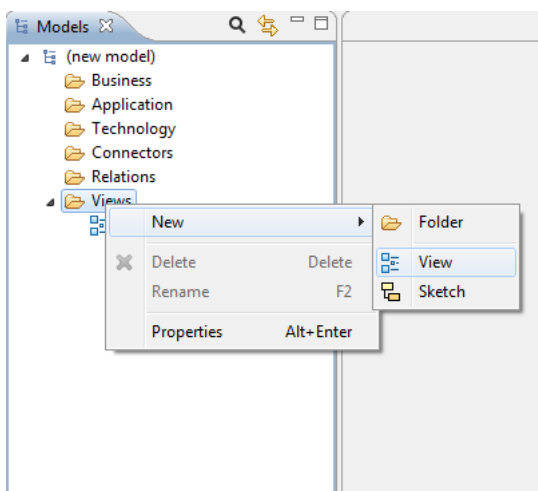 Models
(new model)
Business
Application
Technology
Connectors
Relations
Views
New
Folder
Delete Delete
View
Rename F2
Sketch
Properties Alt+Enter